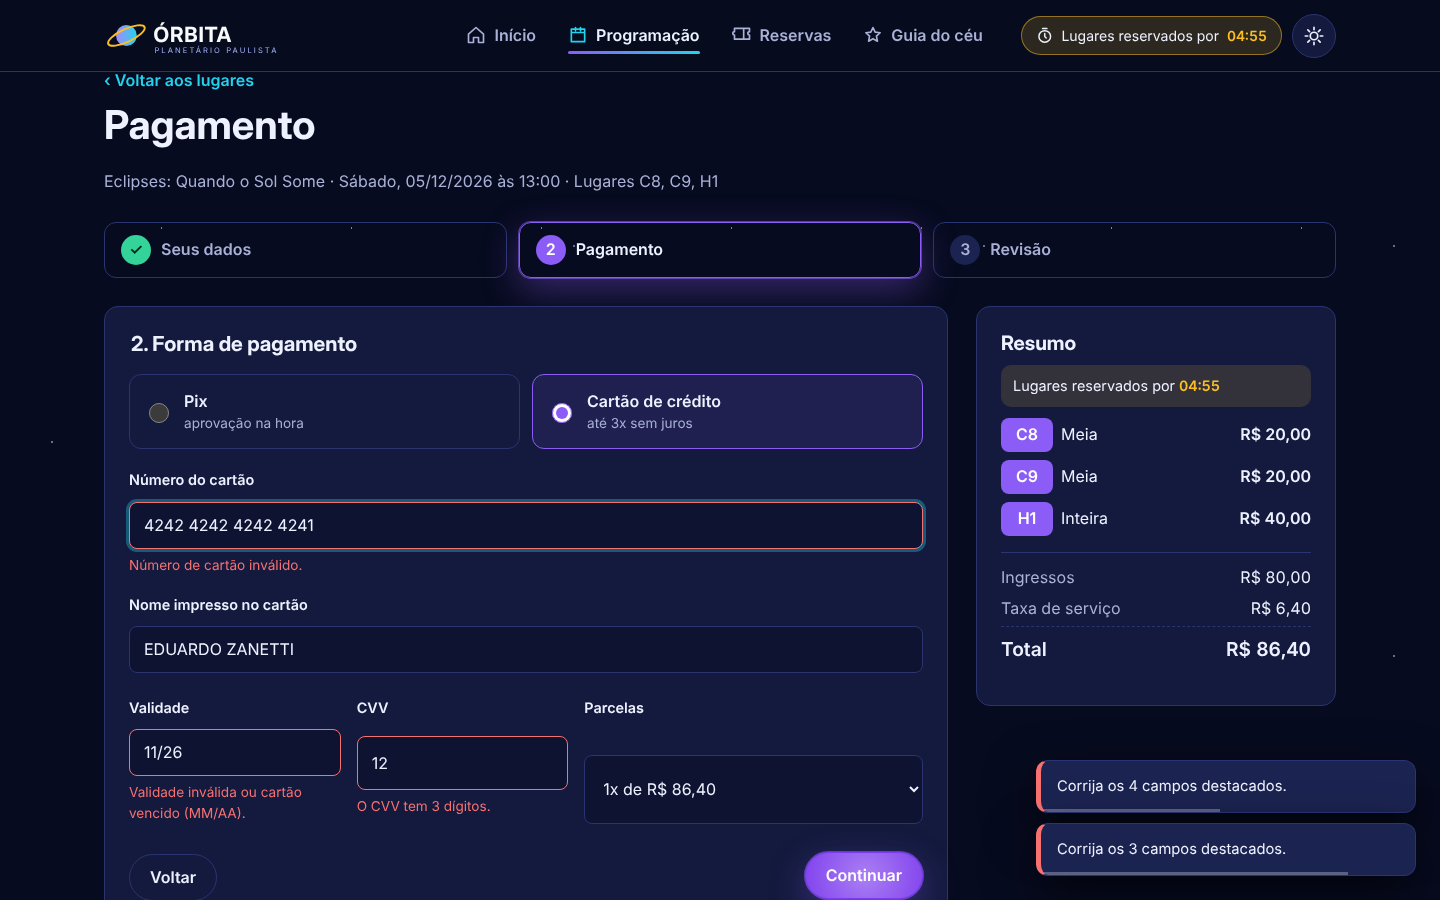 ÓRBITA
PLANETÁRIO PAULISTA
Início
Programação
Reservas
Guia do céu
Lugares reservados por 04:55
‹ Voltar aos lugares
Pagamento
Eclipses: Quando o Sol Some · Sábado, 05/12/2026 às 13:00 · Lugares C8, C9, H1
Seus dados
2 Pagamento
3 Revisão
2. Forma de pagamento
Pix
aprovação na hora
Cartão de crédito
até 3x sem juros
Número do cartão
4242 4242 4242 4241
Número de cartão inválido.
Nome impresso no cartão
EDUARDO ZANETTI
Validade
11/26
Validade inválida ou cartão
vencido (MM/AA).
CVV
12
O CVV tem 3 dígitos.
Parcelas
1x de R$ 86,40
Voltar
Continuar
Resumo
Lugares reservados por 04:55
C8 Meia R$ 20,00
C9 Meia R$ 20,00
H1 Inteira R$ 40,00
Ingressos R$ 80,00
Taxa de serviço R$ 6,40
Total R$ 86,40
Corrija os 4 campos destacados.
Corrija os 3 campos destacados.